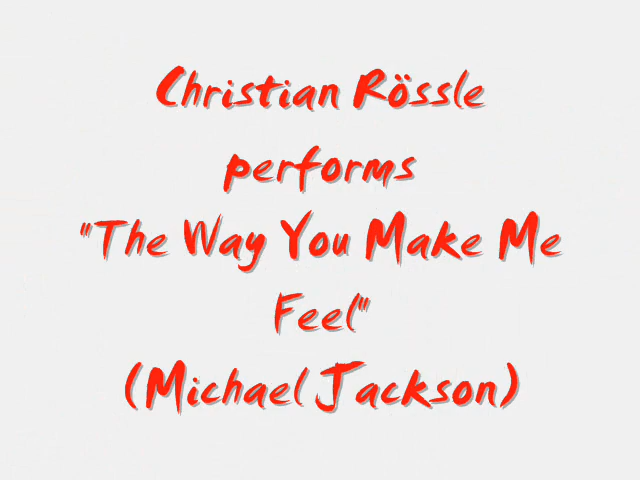 Christian Rössle
performs
"The Way You Make Me
Feel"
(Michael Jackson)